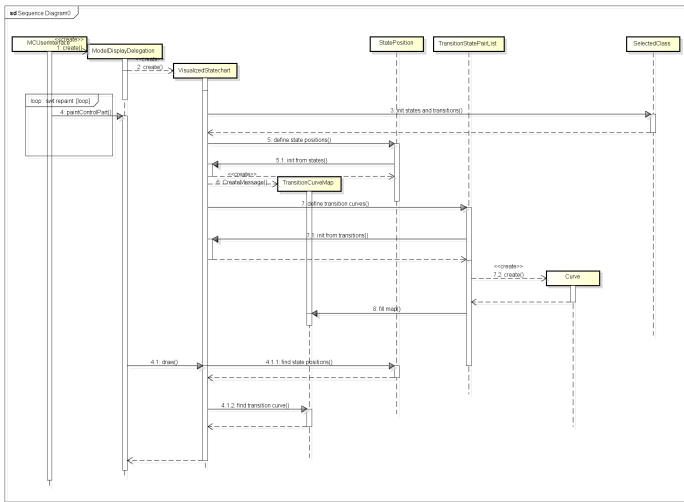 sd Sequence Diagram0
MCUserInterface
<<create>>
1: create()
ModelDisplayDelegation
StatePosition
TransitionStatePairList
SelectedClass
<<create>>
2: create()
VisualizedStatechart
loop : swt repaint [loop]
3: init states and transitions()
4: paintControlPart()
5: define state positions()
5.1: init from states()
<<create>>
6: CreateMessage()
TransitionCurveMap
7: define transition curves()
7.1: init from transitions()
<<create>>
7.2: create()
Curve
8: fill map()
4.1: draw()
4.1.1: find state positions()
4.1.2: find transition curve()